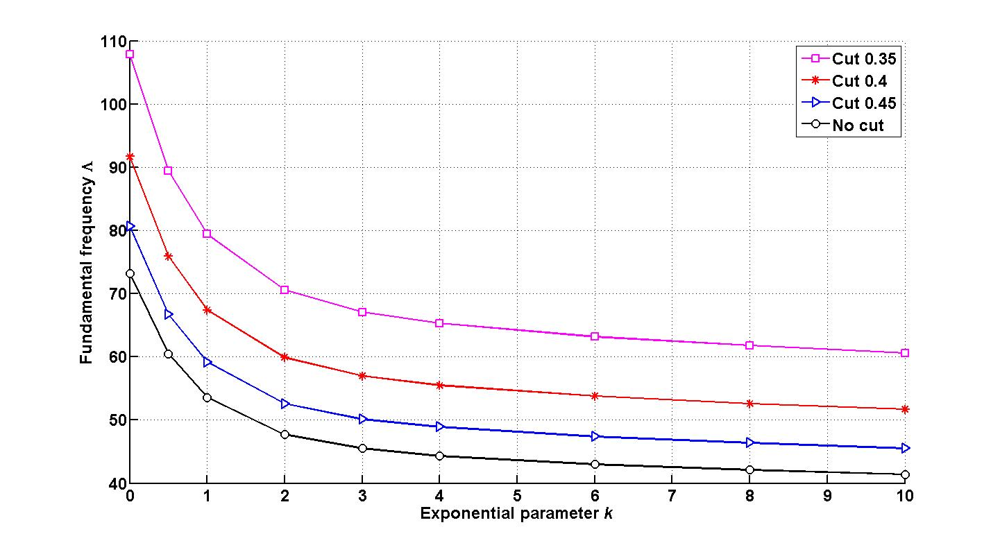 110
100
90
80
70
60
50
40
0 1 2 3 4 5 6 7 8 9 10
Fundamental frequency Λ
Exponential parameter k
Cut 0.35
Cut 0.4
Cut 0.45
No cut